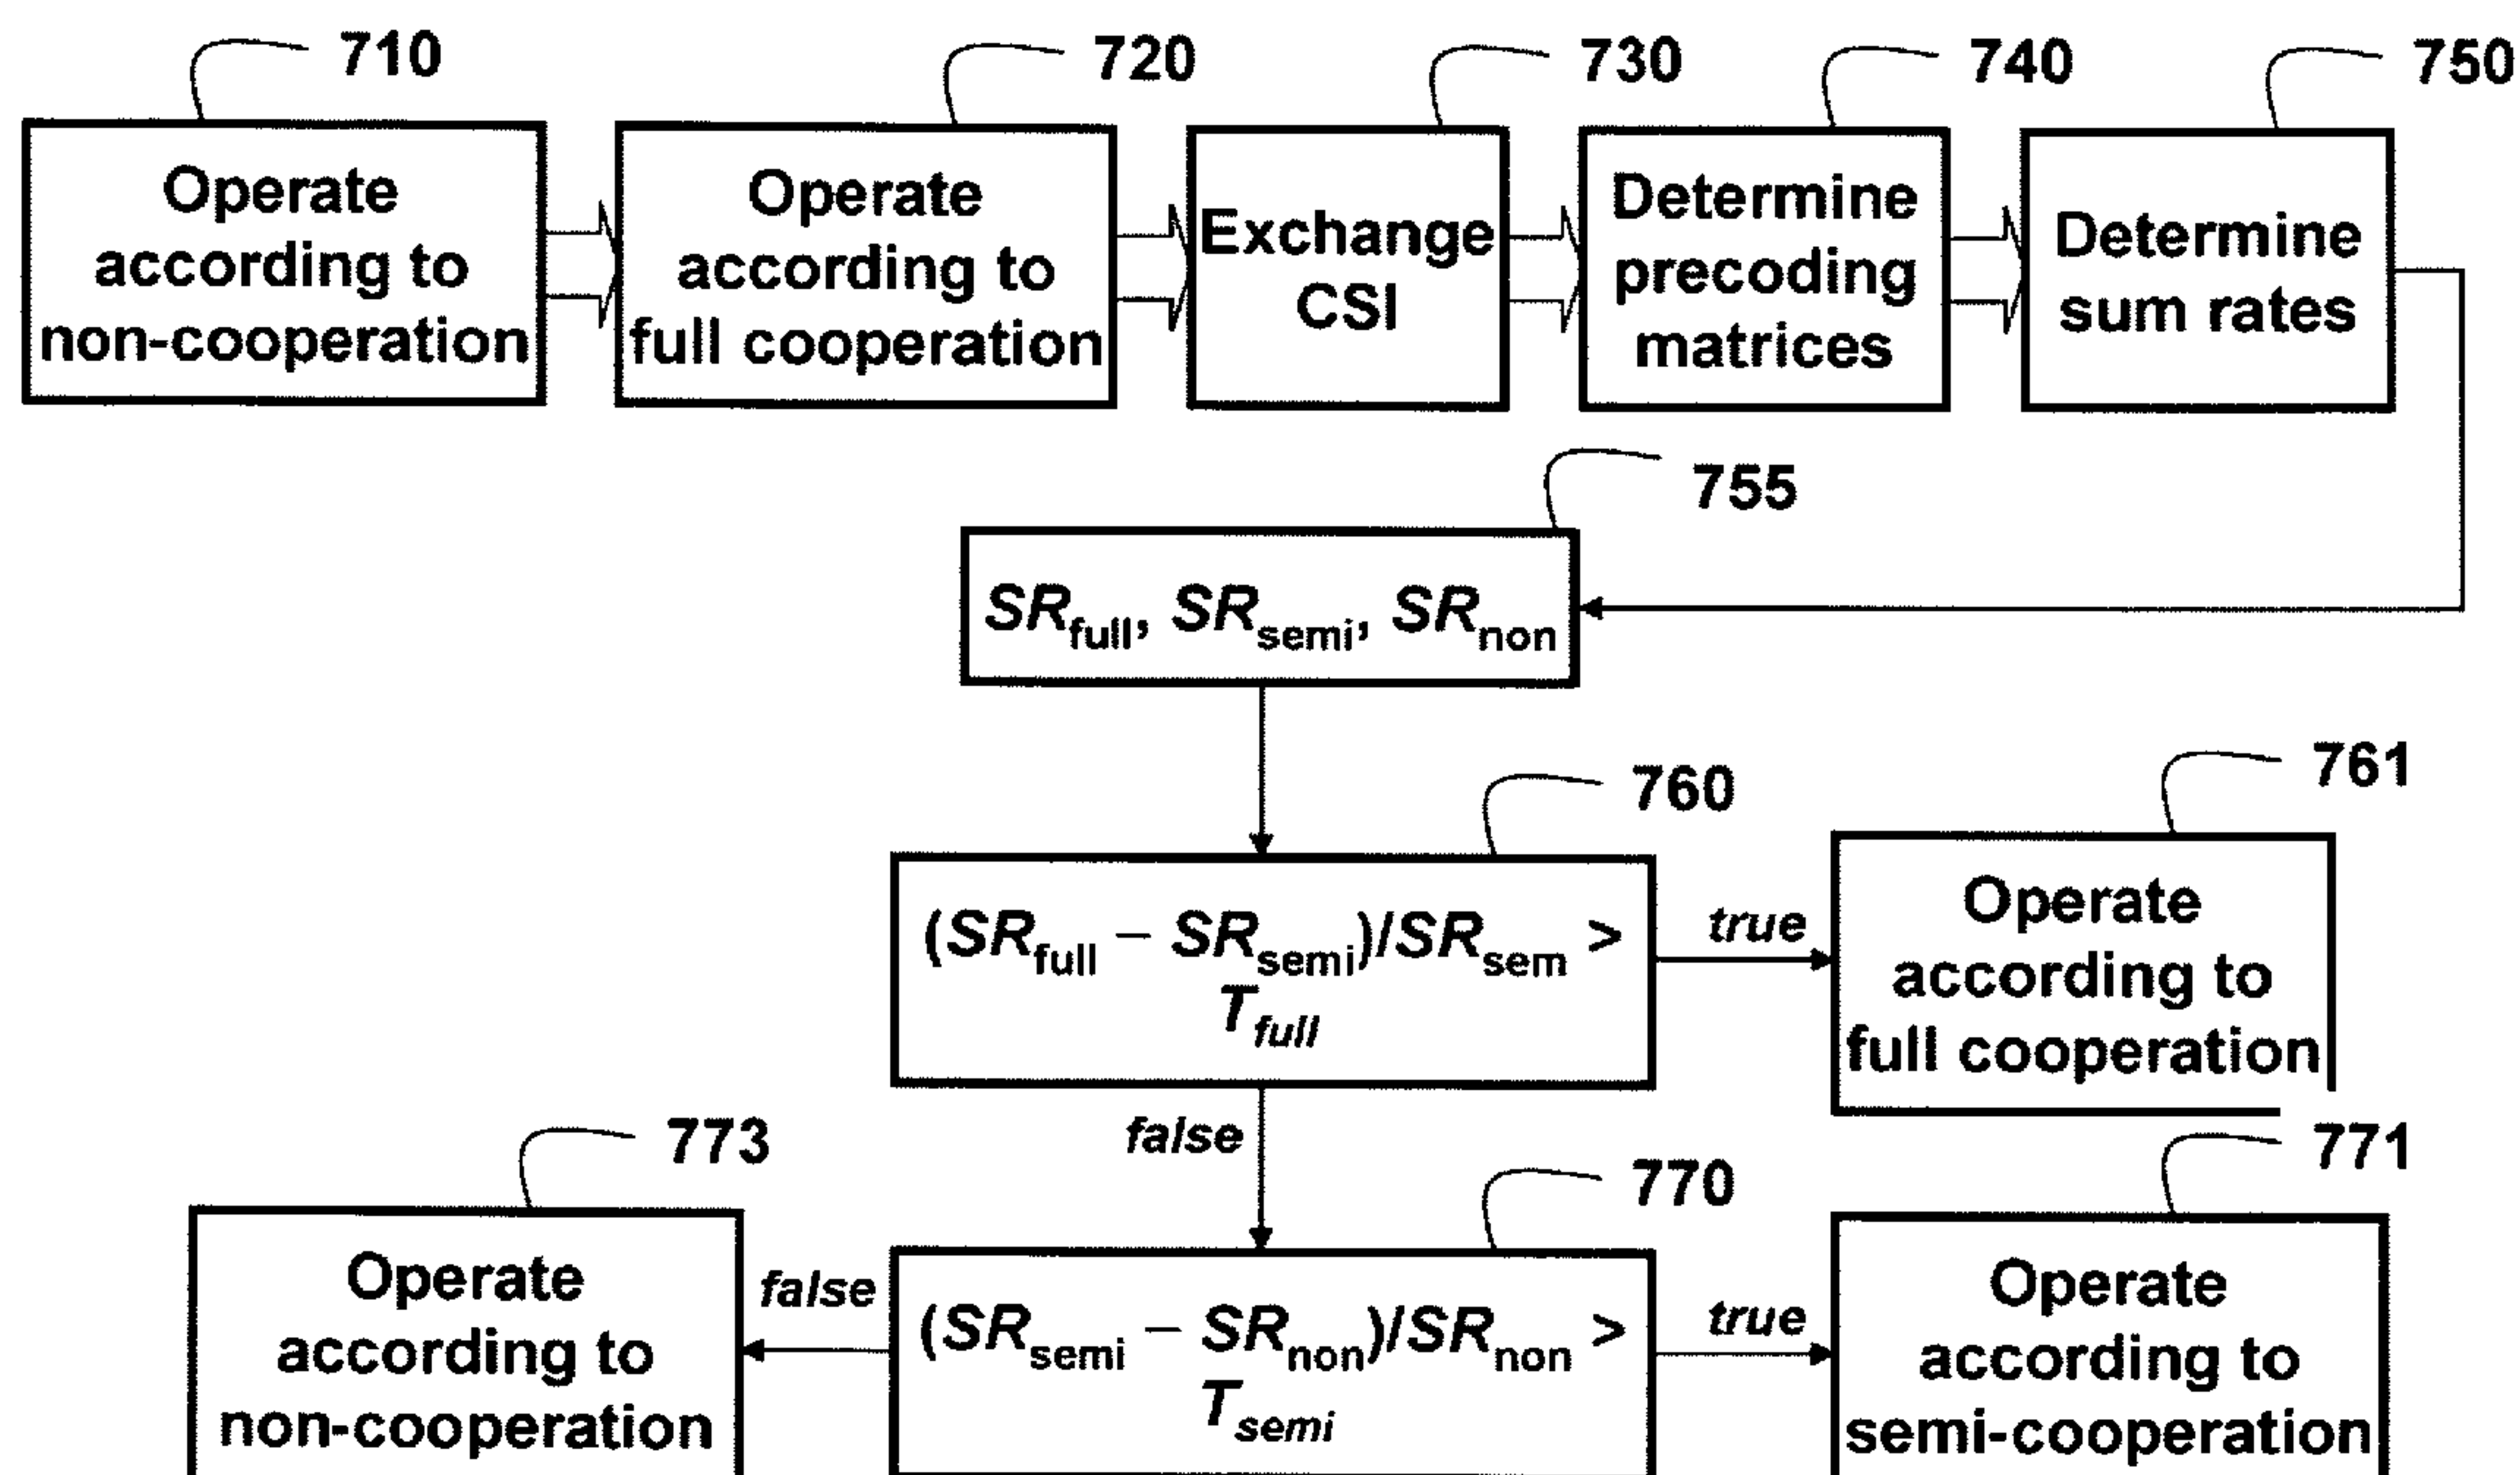 710
720
730
740
750
Operate
according to
non-cooperation
Operate
according to
full cooperation
Exchange
CSI
Determine
precoding
matrices
Determine
sum rates
755
SRfull, SRsemi, SRnon
760
761
(SRfull – SRsemi)/SRsem >
Tfull
true
Operate
according to
full cooperation
false
773
770
771
Operate
according to
non-cooperation
false
(SRsemi – SRnon)/SRnon >
Tsemi
true
Operate
according to
semi-cooperation